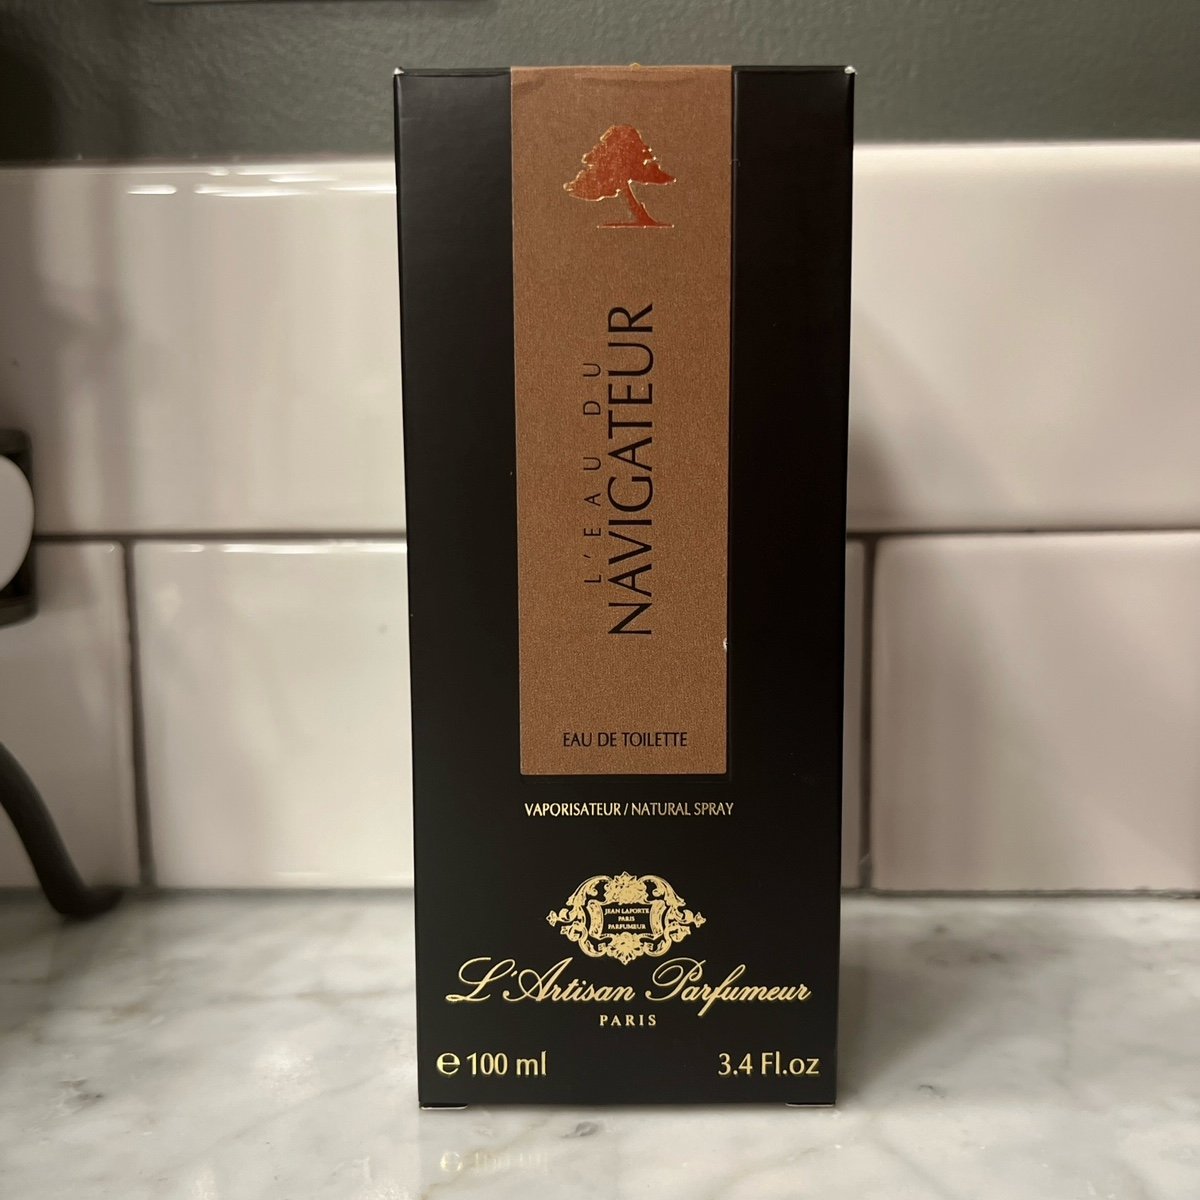 L'EAU DU
NAVIGATEUR
EAU DE TOILETTE
VAPORISATEUR / NATURAL SPRAY
JEAN LAPORTE
PARIS
PARFUMEUR
L'Artisan Parfumeur
PARIS
℮ 100 ml
3.4 Fl.oz